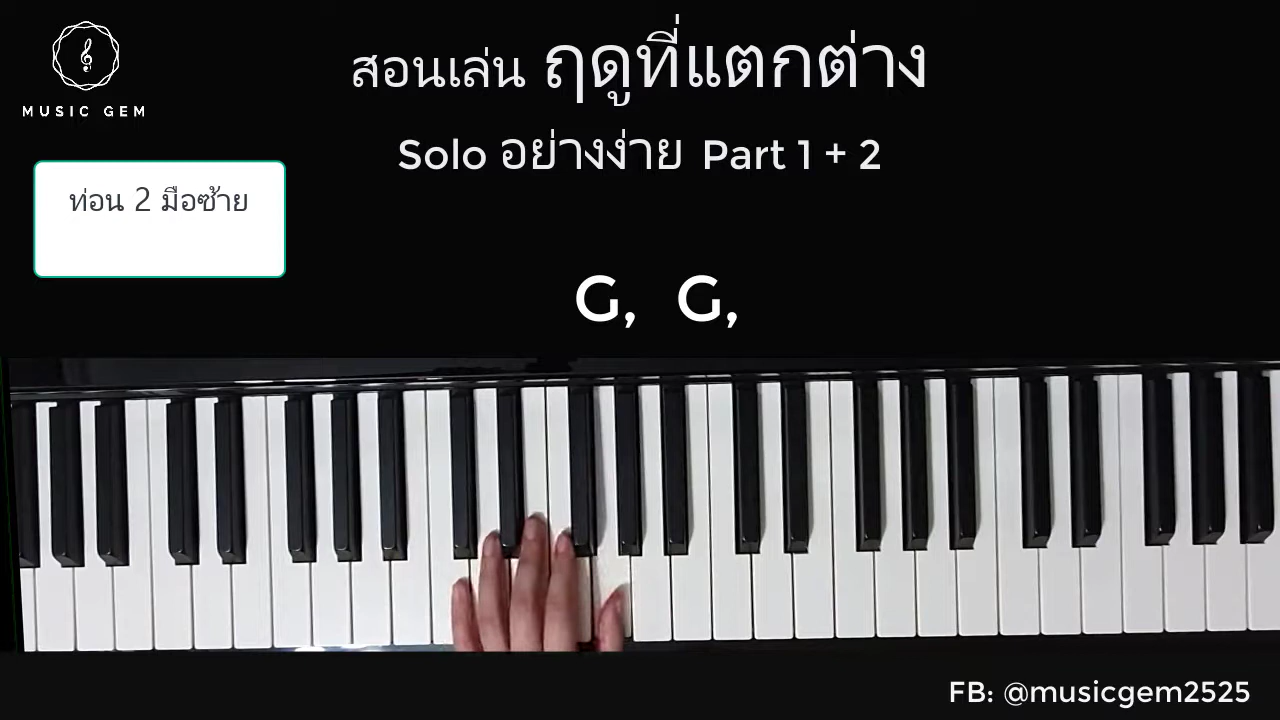 MUSIC GEM
สอนเล่น ฤดูที่แตกต่าง
Solo อย่างง่าย Part 1 + 2
ท่อน 2 มือซ้าย
G, G,
FB: @musicgem2525